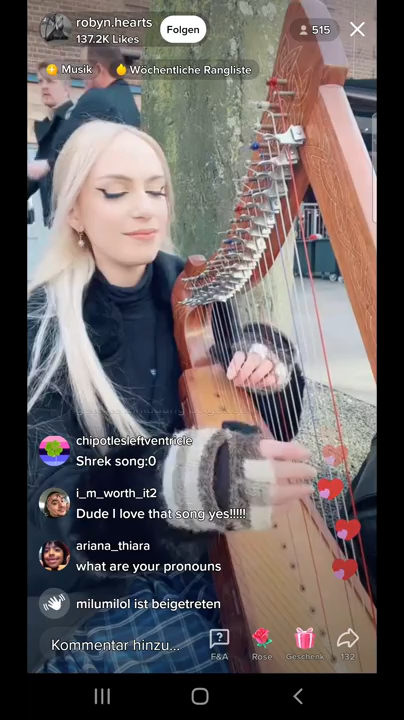 robyn.hearts
137.2K Likes
Folgen
515
Musik
Wöchentliche Rangliste
chipotlesleftventricle
Shrek song:0
i_m_worth_it2
Dude I love that song yes!!!!!
ariana_thiara
what are your pronouns
milumilol ist beigetreten
Kommentar hinzu...
F&A
Rose
Geschenk
132